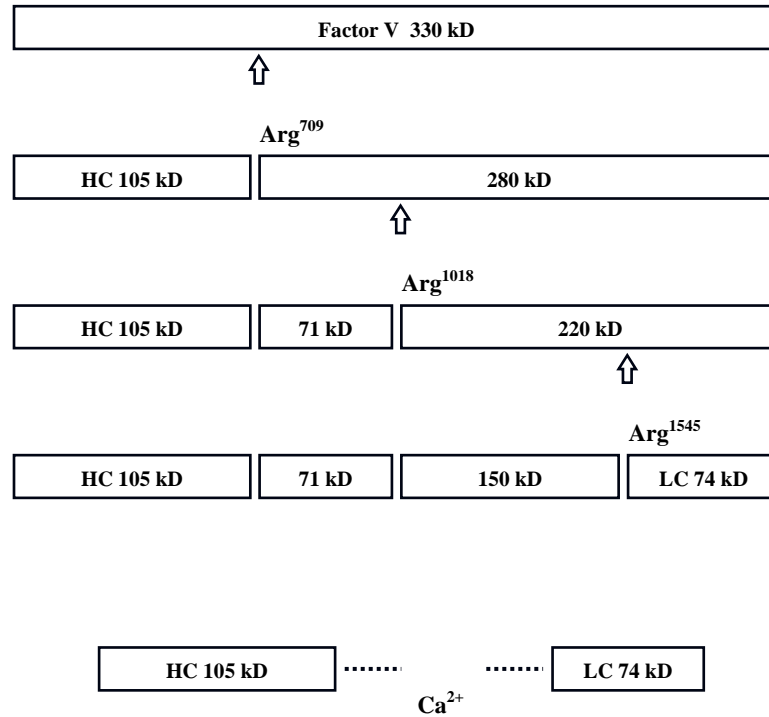 Factor V 330 kD
Arg⁷⁰⁹
HC 105 kD 280 kD
Arg¹⁰¹⁸
HC 105 kD 71 kD 220 kD
Arg¹⁵⁴⁵
HC 105 kD 71 kD 150 kD LC 74 kD
HC 105 kD LC 74 kD
Ca²⁺